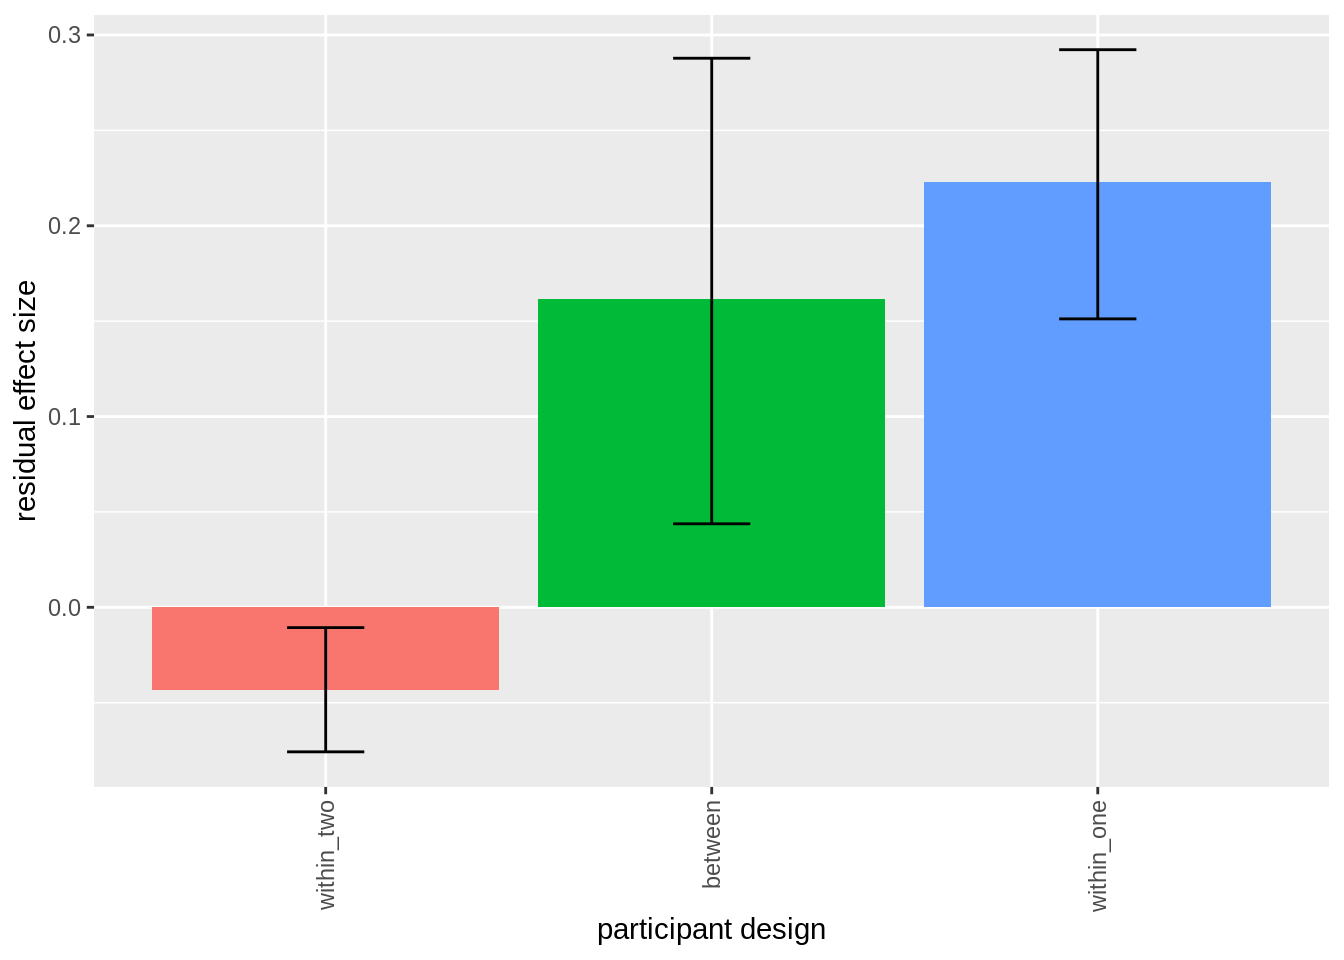 0.3
0.2
0.1
0.0
residual effect size
within_two
between
within_one
participant design